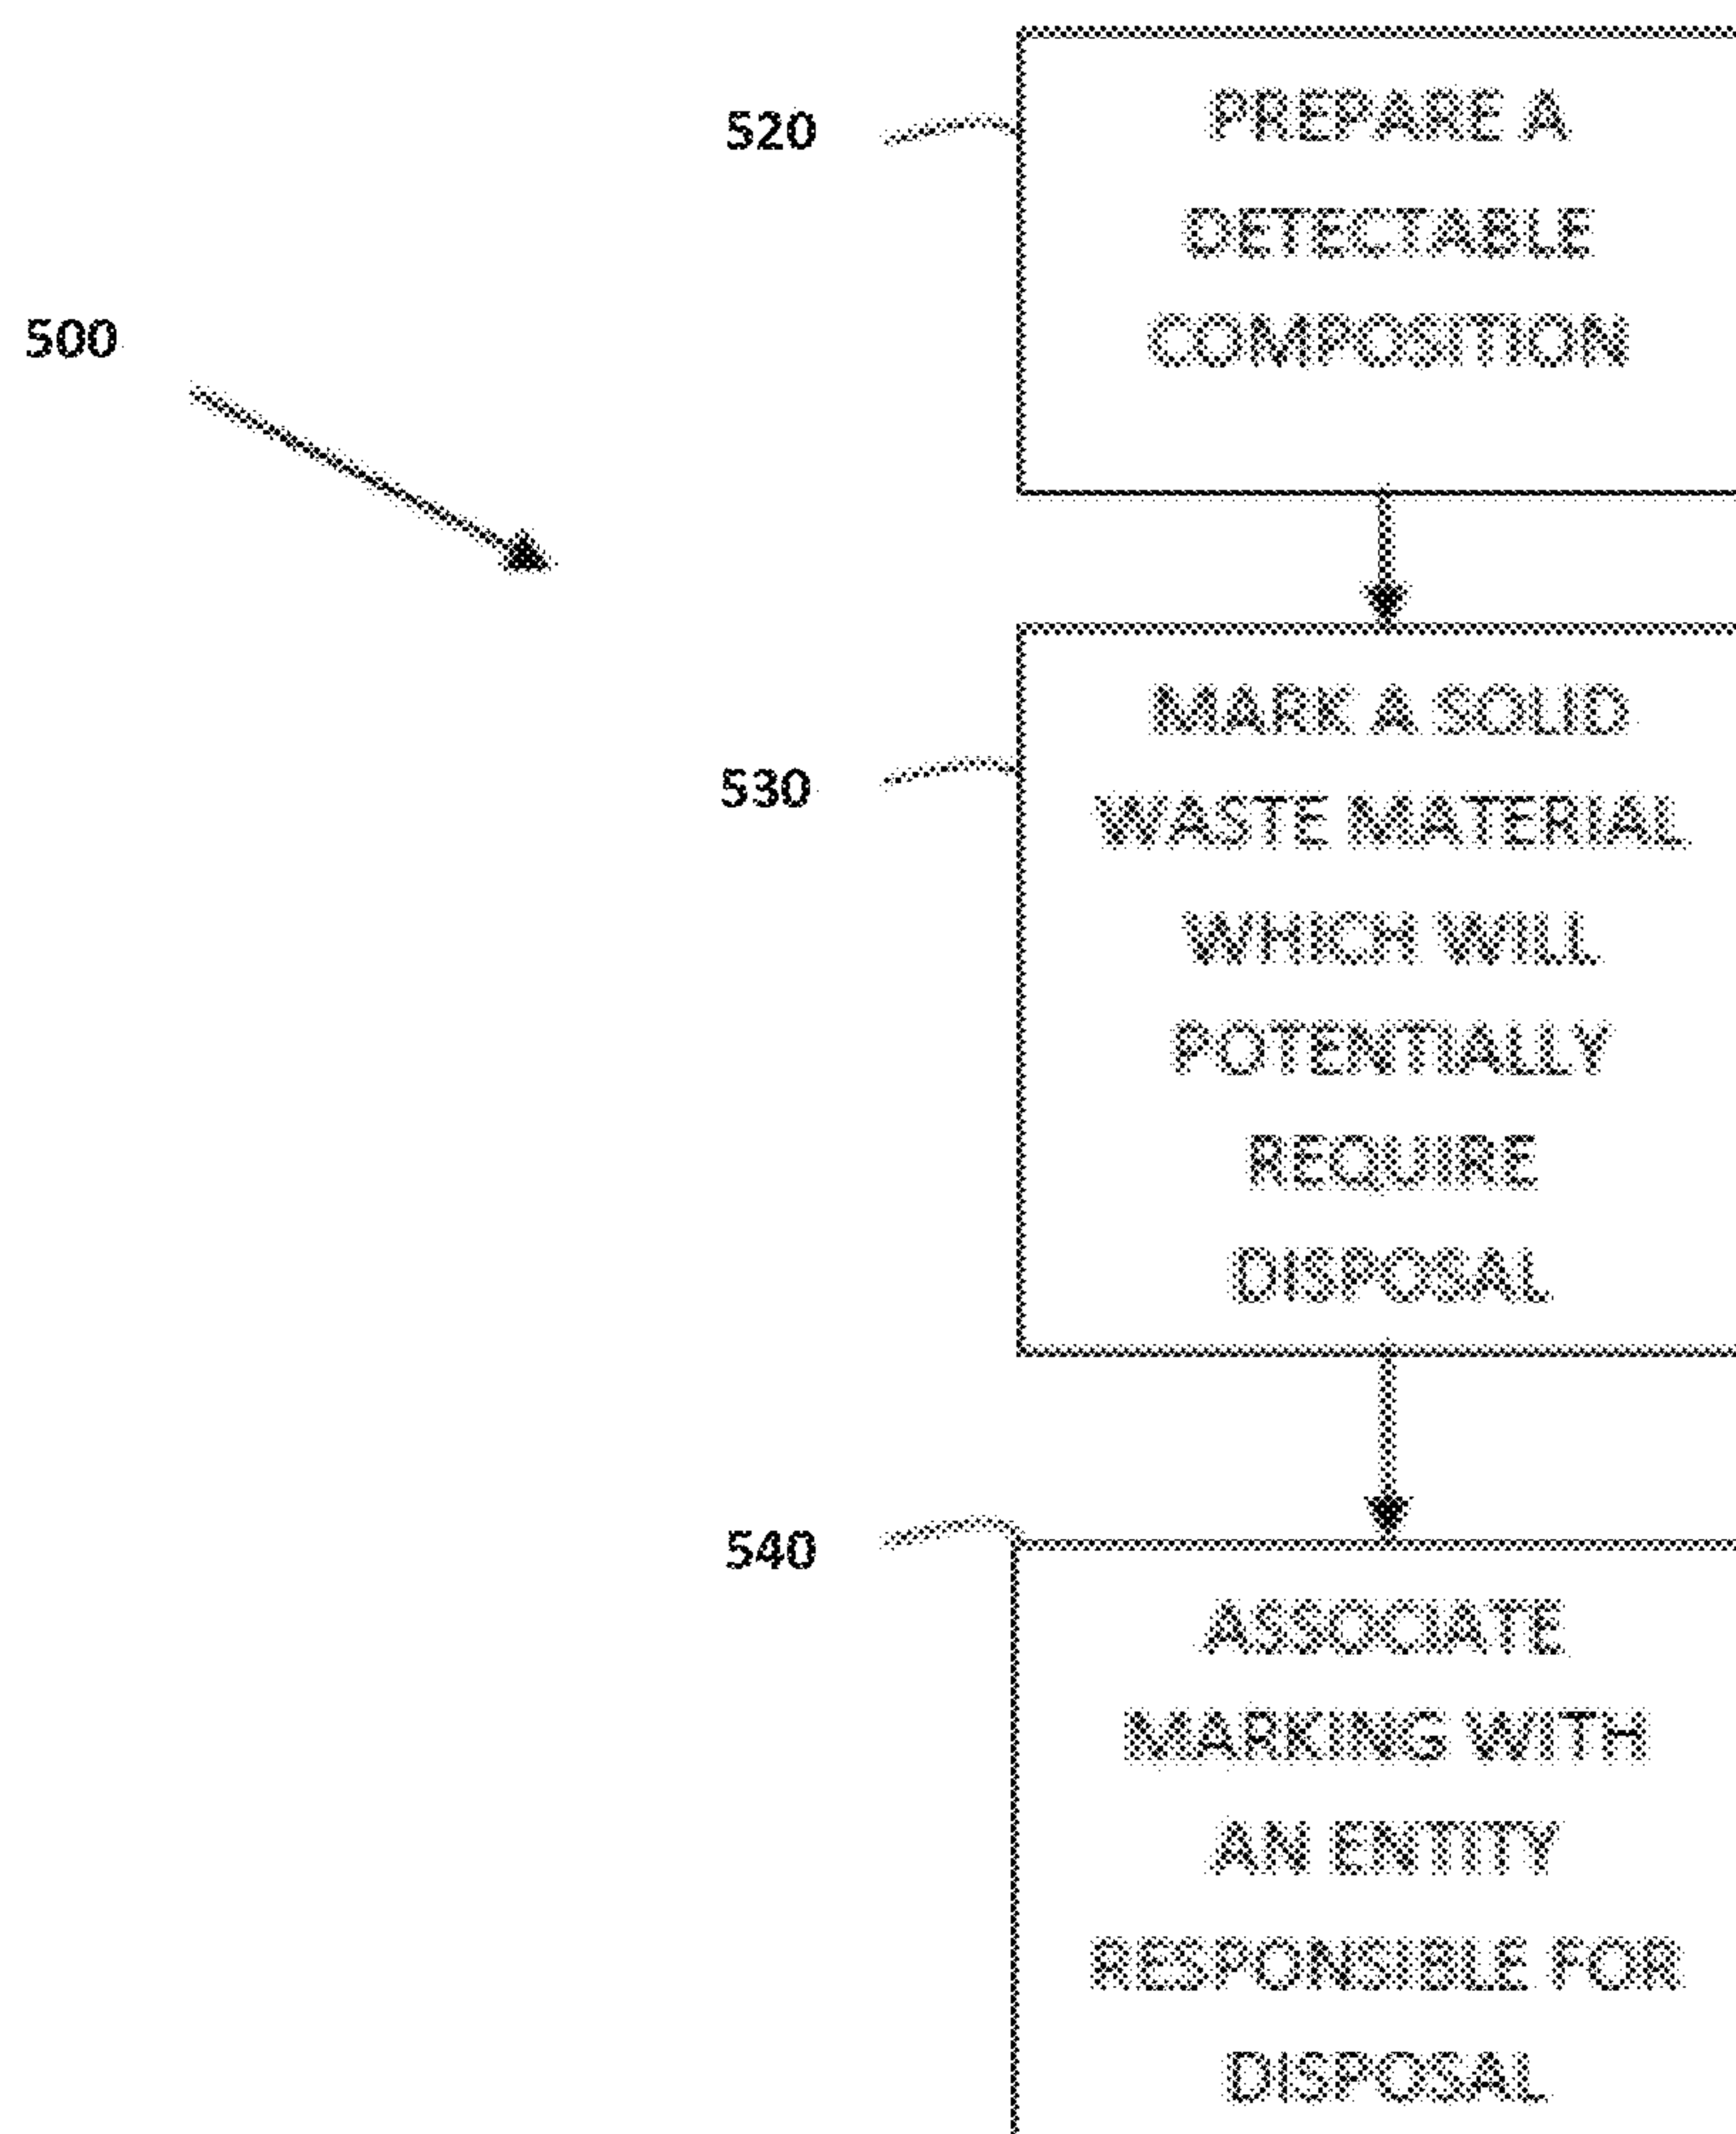 520
PREPARE A
DETECTABLE
COMPOSITION
500
530
MARK A SOLID
WASTE MATERIAL
WHICH WILL
POTENTIALLY
REQUIRE
DISPOSAL
540
ASSOCIATE
MARKING WITH
AN ENTITY
RESPONSIBLE FOR
DISPOSAL